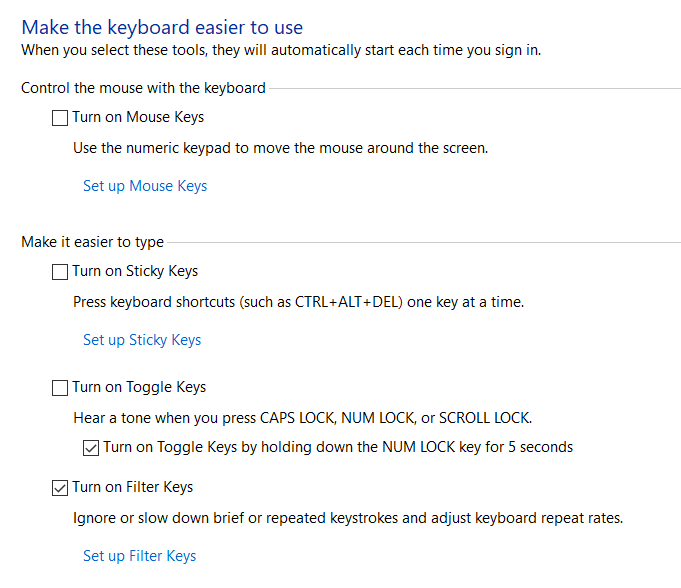 Make the keyboard easier to use
When you select these tools, they will automatically start each time you sign in.
Control the mouse with the keyboard
Turn on Mouse Keys
Use the numeric keypad to move the mouse around the screen.
Set up Mouse Keys
Make it easier to type
Turn on Sticky Keys
Press keyboard shortcuts (such as CTRL+ALT+DEL) one key at a time.
Set up Sticky Keys
Turn on Toggle Keys
Hear a tone when you press CAPS LOCK, NUM LOCK, or SCROLL LOCK.
Turn on Toggle Keys by holding down the NUM LOCK key for 5 seconds
Turn on Filter Keys
Ignore or slow down brief or repeated keystrokes and adjust keyboard repeat rates.
Set up Filter Keys